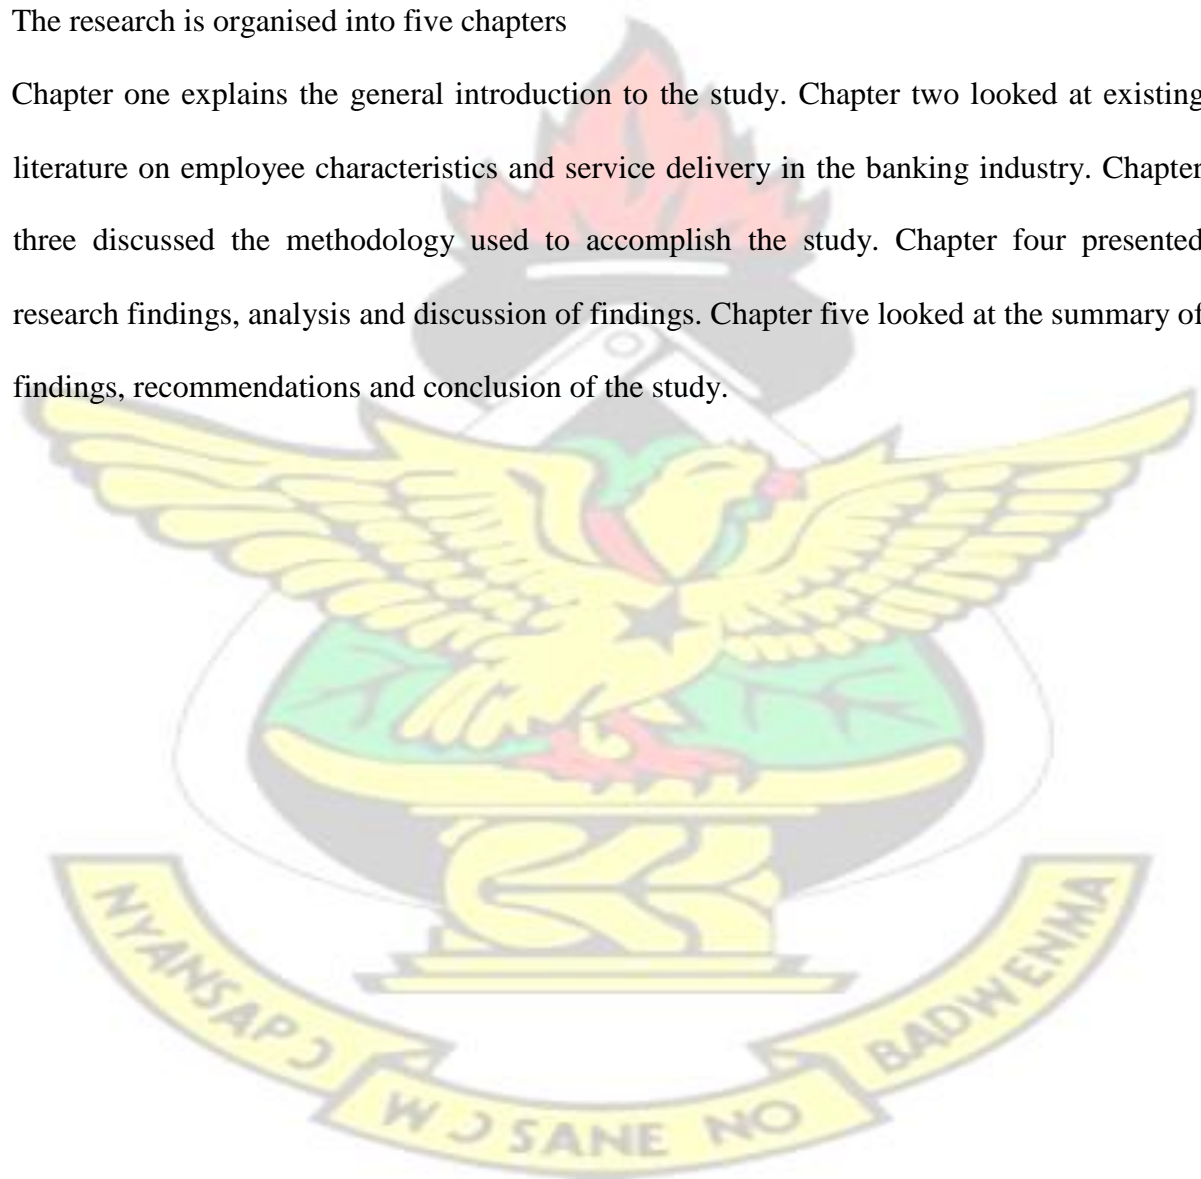 The research is organised into five chapters
Chapter one explains the general introduction to the study. Chapter two looked at existing
literature on employee characteristics and service delivery in the banking industry. Chapter
three discussed the methodology used to accomplish the study. Chapter four presented
research findings, analysis and discussion of findings. Chapter five looked at the summary of
findings, recommendations and conclusion of the study.
NYANSAPƆ
WƆ SANE NO
BADWENMA